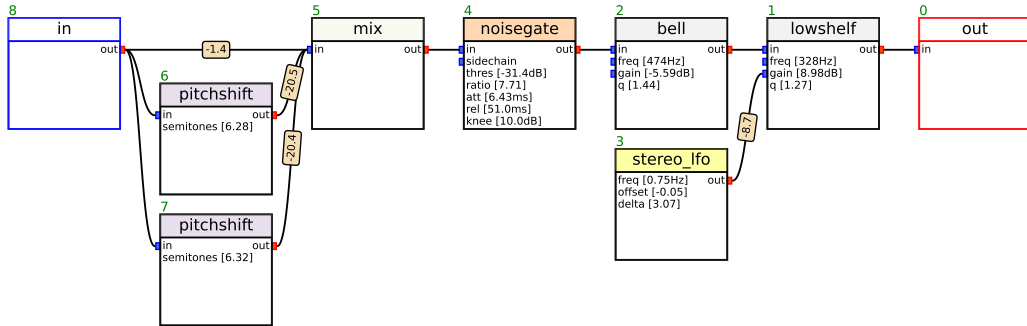 8
in
out
-1.4
6
pitchshift
in
out
semitones [6.28]
-20.5
7
pitchshift
in
out
semitones [6.32]
-20.4
5
mix
in
out
4
noisegate
in
out
sidechain
thres [-31.4dB]
ratio [7.71]
att [6.43ms]
rel [51.0ms]
knee [10.0dB]
2
bell
in
out
freq [474Hz]
gain [-5.59dB]
q [1.44]
3
stereo_lfo
freq [0.75Hz]
out
offset [-0.05]
delta [3.07]
-8.7
1
lowshelf
in
out
freq [328Hz]
gain [8.98dB]
q [1.27]
0
out
in